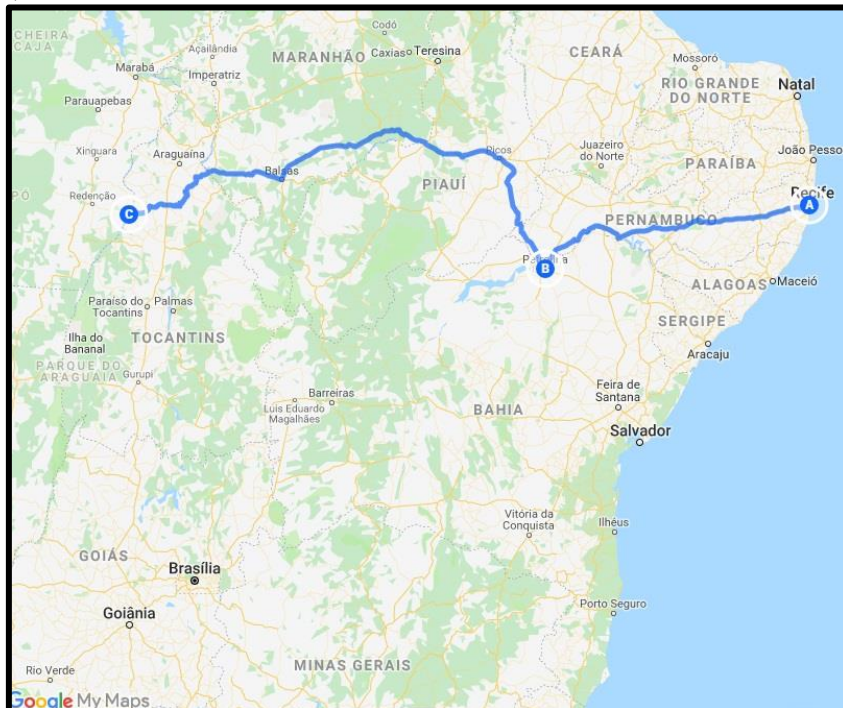 CHEIRA
CAJA
Açailândia
Codó
MARANHÃO
Caxias
Teresina
CEARÁ
Mossoró
RIO GRANDE
DO NORTE
Natal
Marabá
Imperatriz
Parauapebas
Xinguara
Araguaína
Balsas
Picos
Juazeiro
do Norte
João Pesso
PARAÍBA
PIAUÍ
Redenção
Recife
A
C
PERNAMBUCO
B
ALAGOAS
Maceió
Paraíso do
Tocantins
Palmas
SERGIPE
Ilha do
Bananal
TOCANTINS
Aracaju
PARQUE DO
ARAGUAIA
Gurupi
Barreiras
Luis Eduardo
Magalhães
BAHIA
Feira de
Santana
Salvador
Vitória da
Conquista
Ilhéus
GOIÁS
Brasília
Goiânia
Porto Seguro
MINAS GERAIS
Rio Verde
Google My Maps